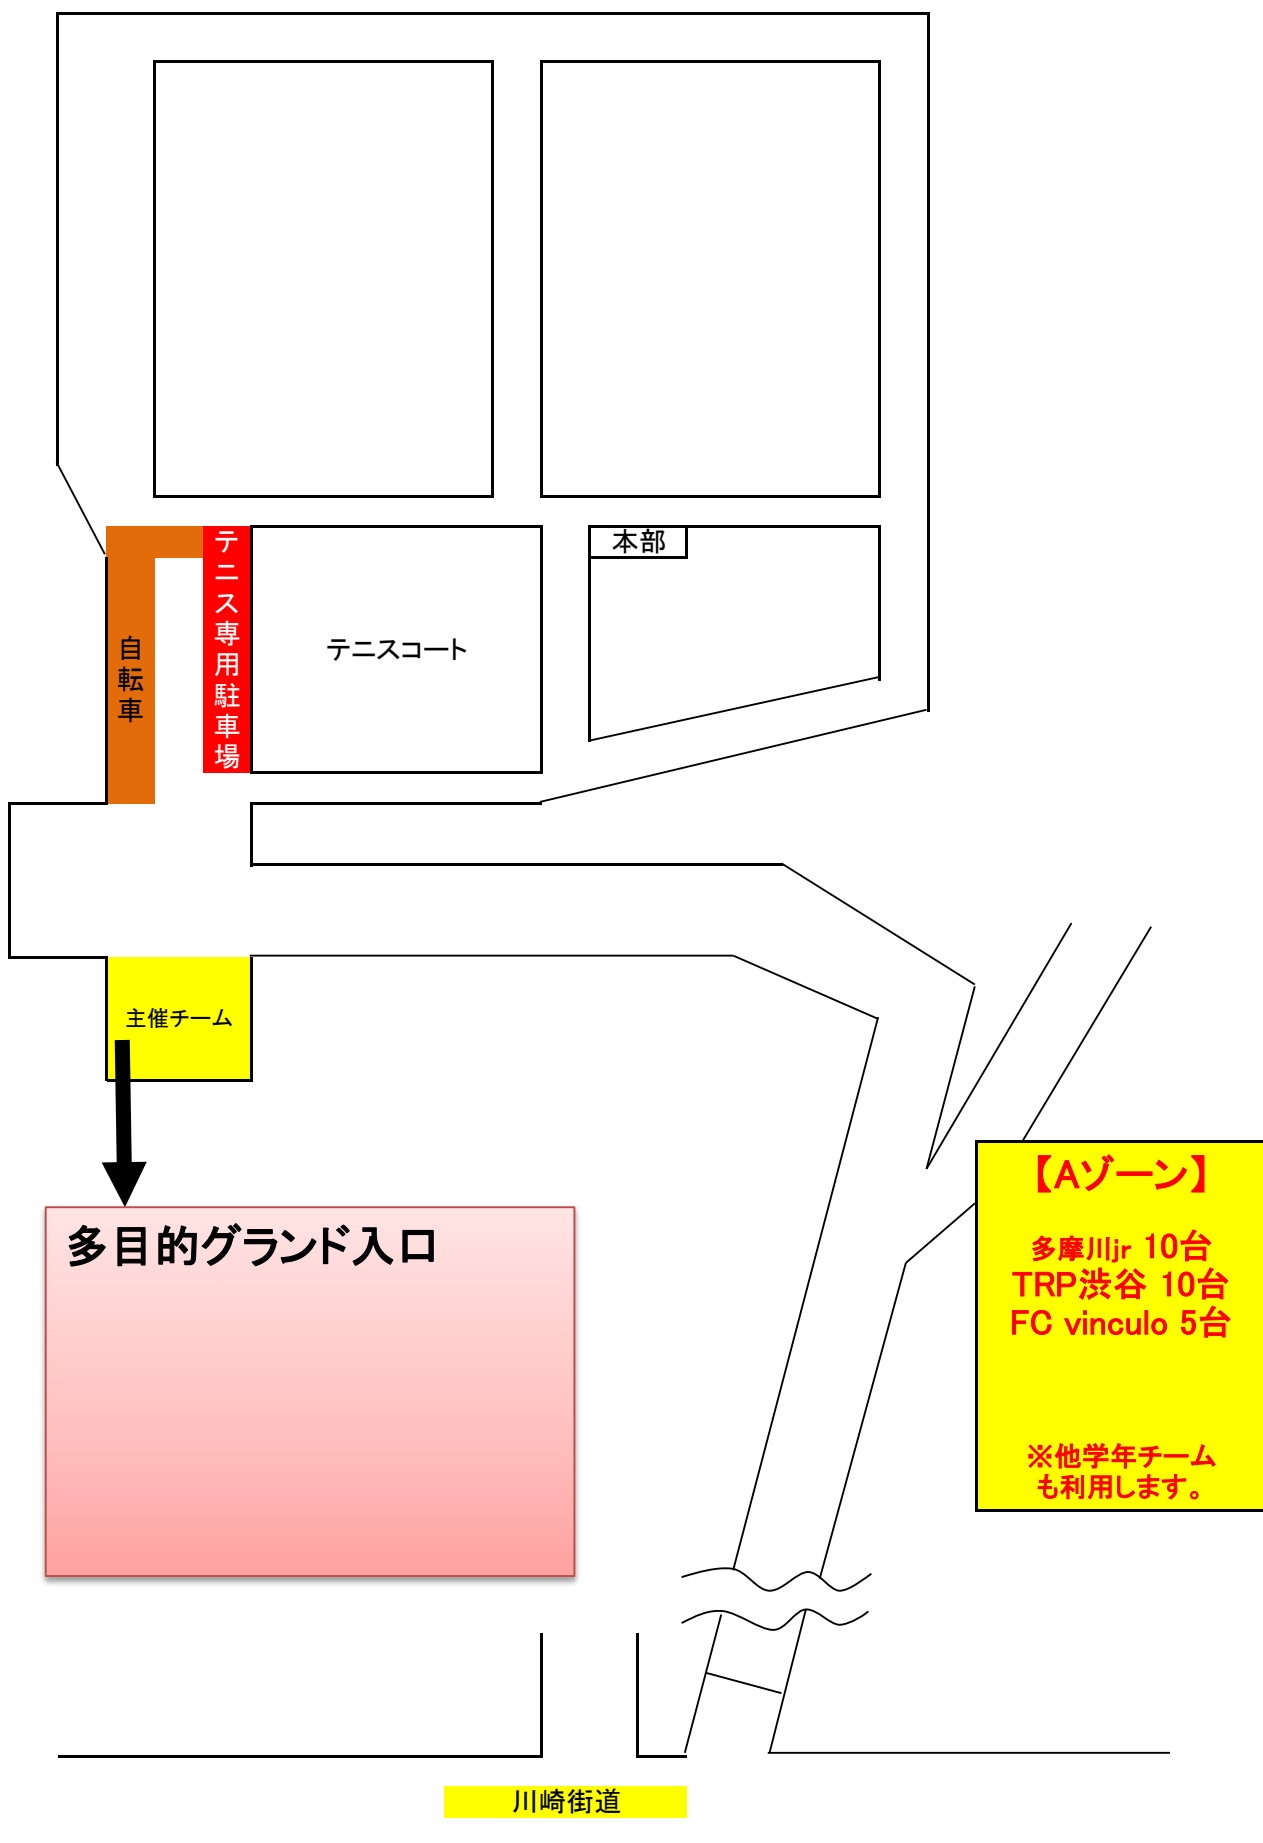 本部
テニス専用駐車場
自転車
テニスコート
主催チーム
【Aゾーン】
多摩川jr 10台
TRP渋谷 10台
FC vinculo 5台
※他学年チーム
も利用します。
多目的グランド入口
川崎街道